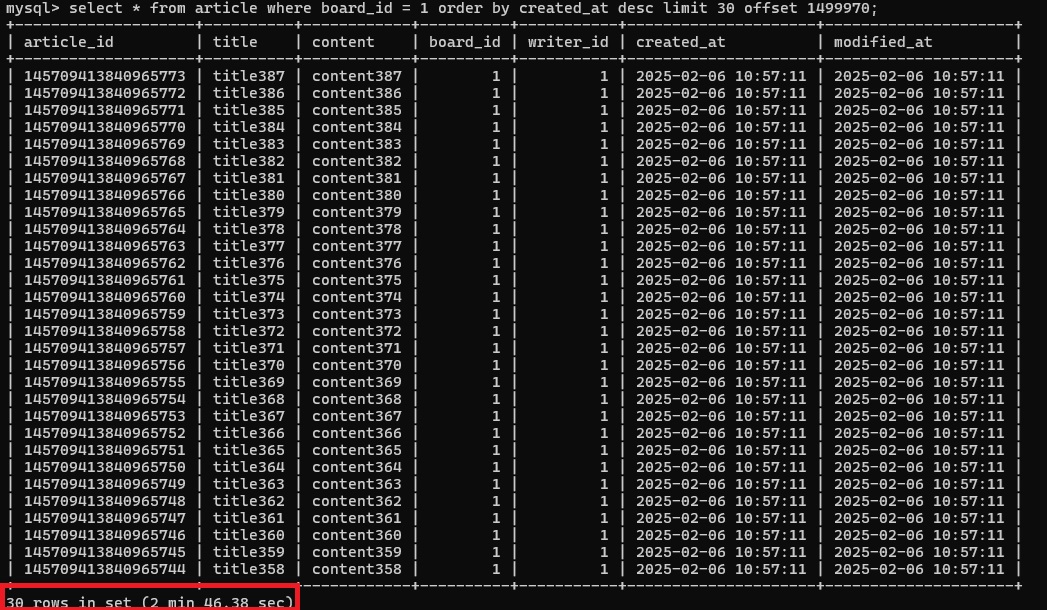 mysql> select * from article where board_id = 1 order by created_at desc limit 30 offset 1499970;
| article_id | title | content | board_id | writer_id | created_at | modified_at |
| 145709413840965773 | title387 | content387 | 1 | 1 | 2025-02-06 10:57:11 | 2025-02-06 10:57:11 |
| 145709413840965772 | title386 | content386 | 1 | 1 | 2025-02-06 10:57:11 | 2025-02-06 10:57:11 |
| 145709413840965771 | title385 | content385 | 1 | 1 | 2025-02-06 10:57:11 | 2025-02-06 10:57:11 |
| 145709413840965770 | title384 | content384 | 1 | 1 | 2025-02-06 10:57:11 | 2025-02-06 10:57:11 |
| 145709413840965769 | title383 | content383 | 1 | 1 | 2025-02-06 10:57:11 | 2025-02-06 10:57:11 |
| 145709413840965768 | title382 | content382 | 1 | 1 | 2025-02-06 10:57:11 | 2025-02-06 10:57:11 |
| 145709413840965767 | title381 | content381 | 1 | 1 | 2025-02-06 10:57:11 | 2025-02-06 10:57:11 |
| 145709413840965766 | title380 | content380 | 1 | 1 | 2025-02-06 10:57:11 | 2025-02-06 10:57:11 |
| 145709413840965765 | title379 | content379 | 1 | 1 | 2025-02-06 10:57:11 | 2025-02-06 10:57:11 |
| 145709413840965764 | title378 | content378 | 1 | 1 | 2025-02-06 10:57:11 | 2025-02-06 10:57:11 |
| 145709413840965763 | title377 | content377 | 1 | 1 | 2025-02-06 10:57:11 | 2025-02-06 10:57:11 |
| 145709413840965762 | title376 | content376 | 1 | 1 | 2025-02-06 10:57:11 | 2025-02-06 10:57:11 |
| 145709413840965761 | title375 | content375 | 1 | 1 | 2025-02-06 10:57:11 | 2025-02-06 10:57:11 |
| 145709413840965760 | title374 | content374 | 1 | 1 | 2025-02-06 10:57:11 | 2025-02-06 10:57:11 |
| 145709413840965759 | title373 | content373 | 1 | 1 | 2025-02-06 10:57:11 | 2025-02-06 10:57:11 |
| 145709413840965758 | title372 | content372 | 1 | 1 | 2025-02-06 10:57:11 | 2025-02-06 10:57:11 |
| 145709413840965757 | title371 | content371 | 1 | 1 | 2025-02-06 10:57:11 | 2025-02-06 10:57:11 |
| 145709413840965756 | title370 | content370 | 1 | 1 | 2025-02-06 10:57:11 | 2025-02-06 10:57:11 |
| 145709413840965755 | title369 | content369 | 1 | 1 | 2025-02-06 10:57:11 | 2025-02-06 10:57:11 |
| 145709413840965754 | title368 | content368 | 1 | 1 | 2025-02-06 10:57:11 | 2025-02-06 10:57:11 |
| 145709413840965753 | title367 | content367 | 1 | 1 | 2025-02-06 10:57:11 | 2025-02-06 10:57:11 |
| 145709413840965752 | title366 | content366 | 1 | 1 | 2025-02-06 10:57:11 | 2025-02-06 10:57:11 |
| 145709413840965751 | title365 | content365 | 1 | 1 | 2025-02-06 10:57:11 | 2025-02-06 10:57:11 |
| 145709413840965750 | title364 | content364 | 1 | 1 | 2025-02-06 10:57:11 | 2025-02-06 10:57:11 |
| 145709413840965749 | title363 | content363 | 1 | 1 | 2025-02-06 10:57:11 | 2025-02-06 10:57:11 |
| 145709413840965748 | title362 | content362 | 1 | 1 | 2025-02-06 10:57:11 | 2025-02-06 10:57:11 |
| 145709413840965747 | title361 | content361 | 1 | 1 | 2025-02-06 10:57:11 | 2025-02-06 10:57:11 |
| 145709413840965746 | title360 | content360 | 1 | 1 | 2025-02-06 10:57:11 | 2025-02-06 10:57:11 |
| 145709413840965745 | title359 | content359 | 1 | 1 | 2025-02-06 10:57:11 | 2025-02-06 10:57:11 |
| 145709413840965744 | title358 | content358 | 1 | 1 | 2025-02-06 10:57:11 | 2025-02-06 10:57:11 |
30 rows in set (2 min 46.38 sec)